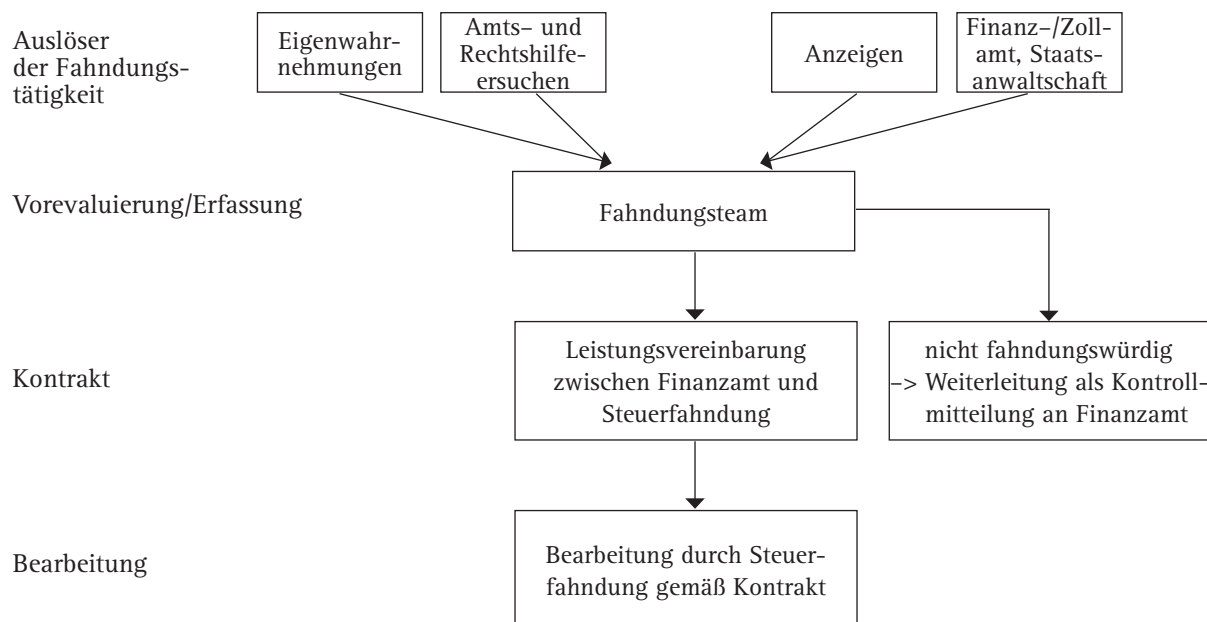 Auslöser
der Fahndungs-
tätigkeit
Eigenwahr-
nehmungen
Amts- und
Rechtshilfe-
ersuchen
Anzeigen
Finanz-/Zoll-
amt, Staats-
anwaltschaft
Vorevaluierung/Erfassung
Fahndungsteam
Kontrakt
Leistungsvereinbarung
zwischen Finanzamt und
Steuerfahndung
nicht fahndungswürdig
–> Weiterleitung als Kontroll-
mitteilung an Finanzamt
Bearbeitung
Bearbeitung durch Steuer-
fahndung gemäß Kontrakt